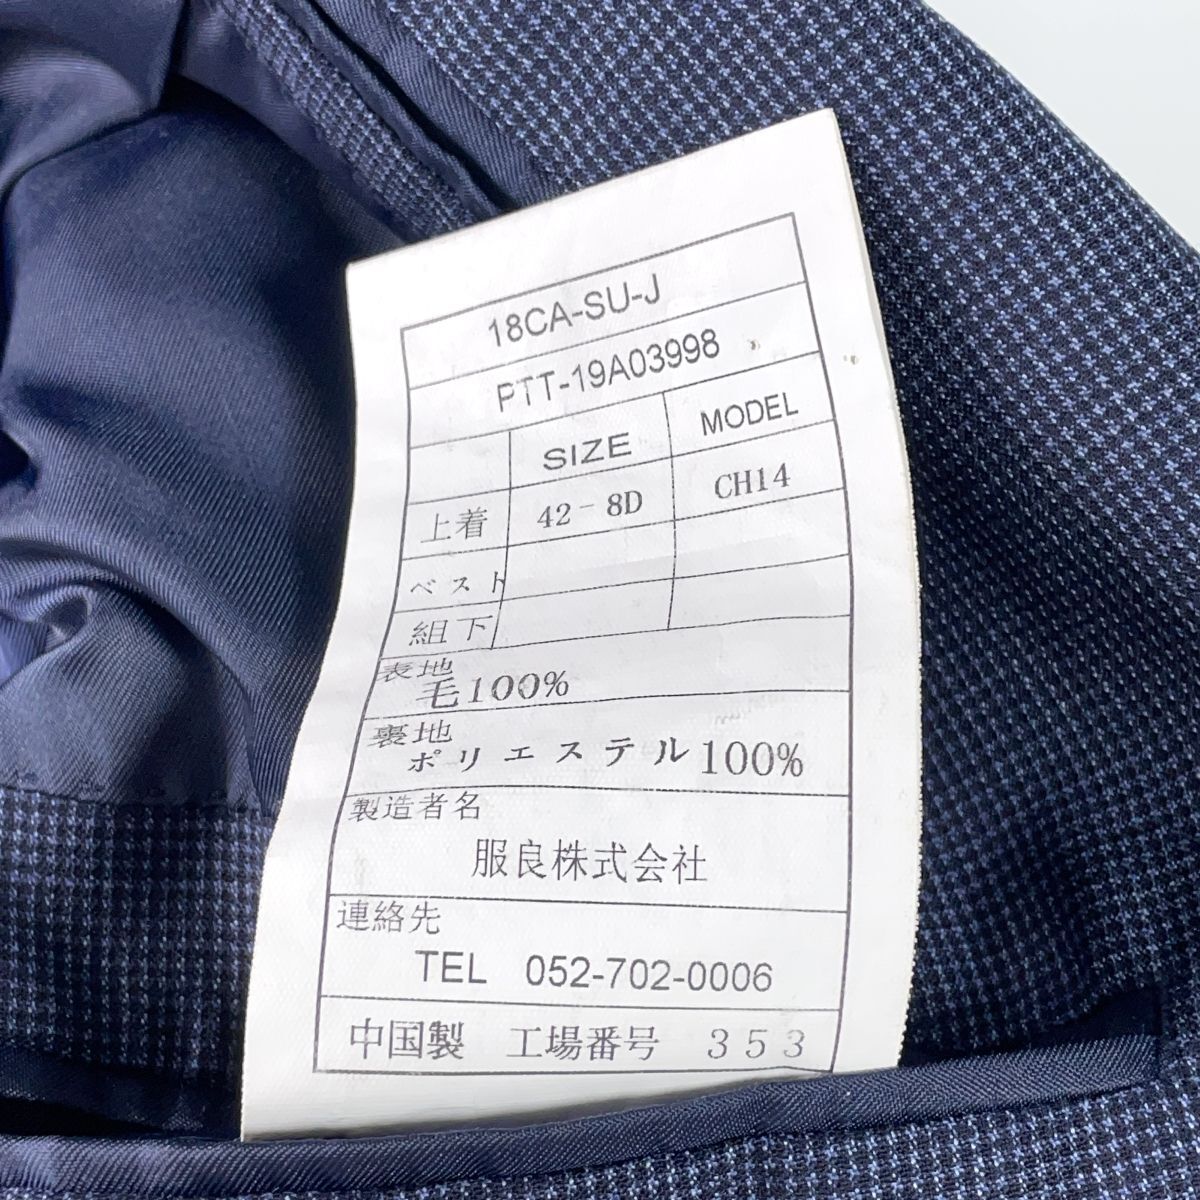 18CA-SU-J
PTT-19A03998
SIZE MODEL
上着 42-8D CH14
ベスト
組下
表地
毛100%
裏地
ポリエステル100%
製造者名
服良株式会社
連絡先
TEL 052-702-0006
中国製 工場番号 353